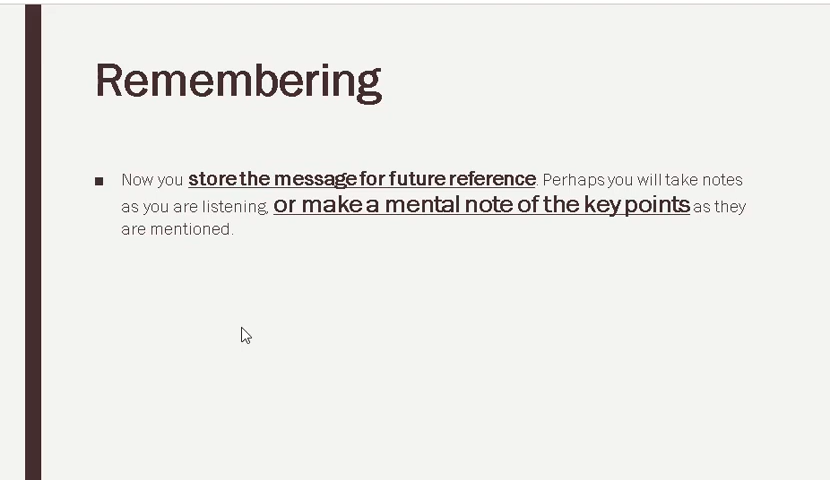 Remembering
■ Now you store the message for future reference. Perhaps you will take notes
as you are listening, or make a mental note of the key points as they
are mentioned.